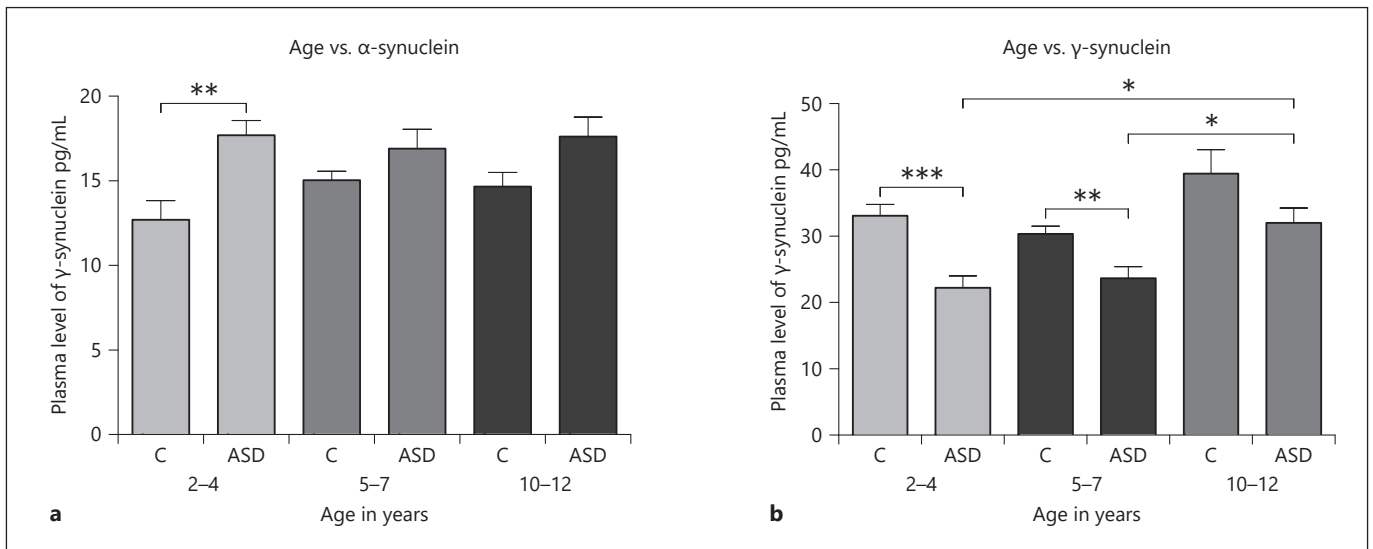 Age vs. α-synuclein
Plasma level of γ-synuclein pg/mL
20
15
10
5
0
**
C ASD C ASD C ASD
2–4 5–7 10–12
a Age in years
Age vs. γ-synuclein
Plasma level of γ-synuclein pg/mL
50
40
30
20
10
0
*
*
***
**
C ASD C ASD C ASD
2–4 5–7 10–12
b Age in years